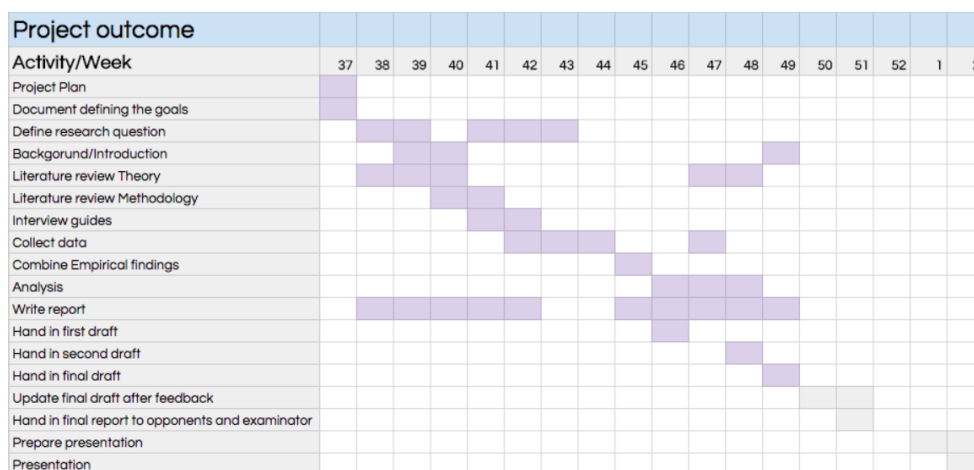 Project outcome
Activity/Week 37 38 39 40 41 42 43 44 45 46 47 48 49 50 51 52 1
Project Plan
Document defining the goals
Define research question
Backgorund/Introduction
Literature review Theory
Literature review Methodology
Interview guides
Collect data
Combine Empirical findings
Analysis
Write report
Hand in first draft
Hand in second draft
Hand in final draft
Update final draft after feedback
Hand in final report to opponents and examinator
Prepare presentation
Presentation